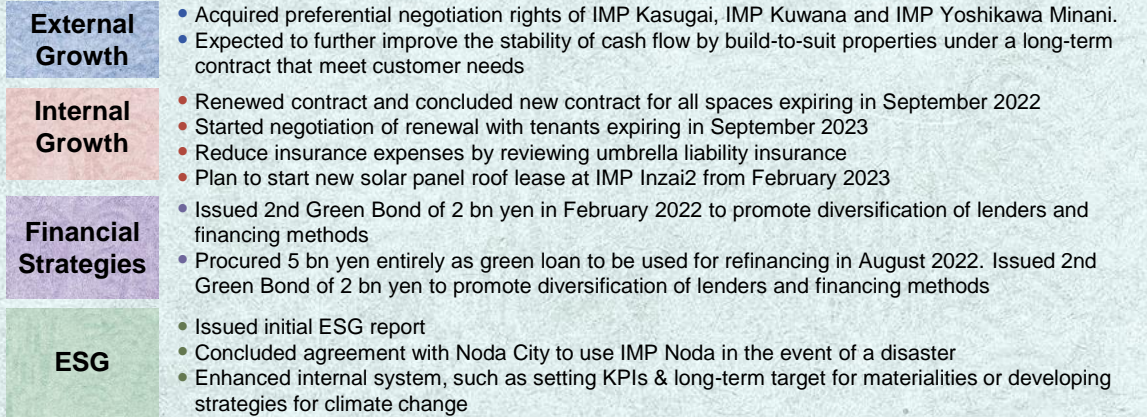 External
Growth
• Acquired preferential negotiation rights of IMP Kasugai, IMP Kuwana and IMP Yoshikawa Minani.
• Expected to further improve the stability of cash flow by build-to-suit properties under a long-term
contract that meet customer needs
Internal
Growth
• Renewed contract and concluded new contract for all spaces expiring in September 2022
• Started negotiation of renewal with tenants expiring in September 2023
• Reduce insurance expenses by reviewing umbrella liability insurance
• Plan to start new solar panel roof lease at IMP Inzai2 from February 2023
Financial
Strategies
• Issued 2nd Green Bond of 2 bn yen in February 2022 to promote diversification of lenders and
financing methods
• Procured 5 bn yen entirely as green loan to be used for refinancing in August 2022. Issued 2nd
Green Bond of 2 bn yen to promote diversification of lenders and financing methods
ESG
• Issued initial ESG report
• Concluded agreement with Noda City to use IMP Noda in the event of a disaster
• Enhanced internal system, such as setting KPIs & long-term target for materialities or developing
strategies for climate change